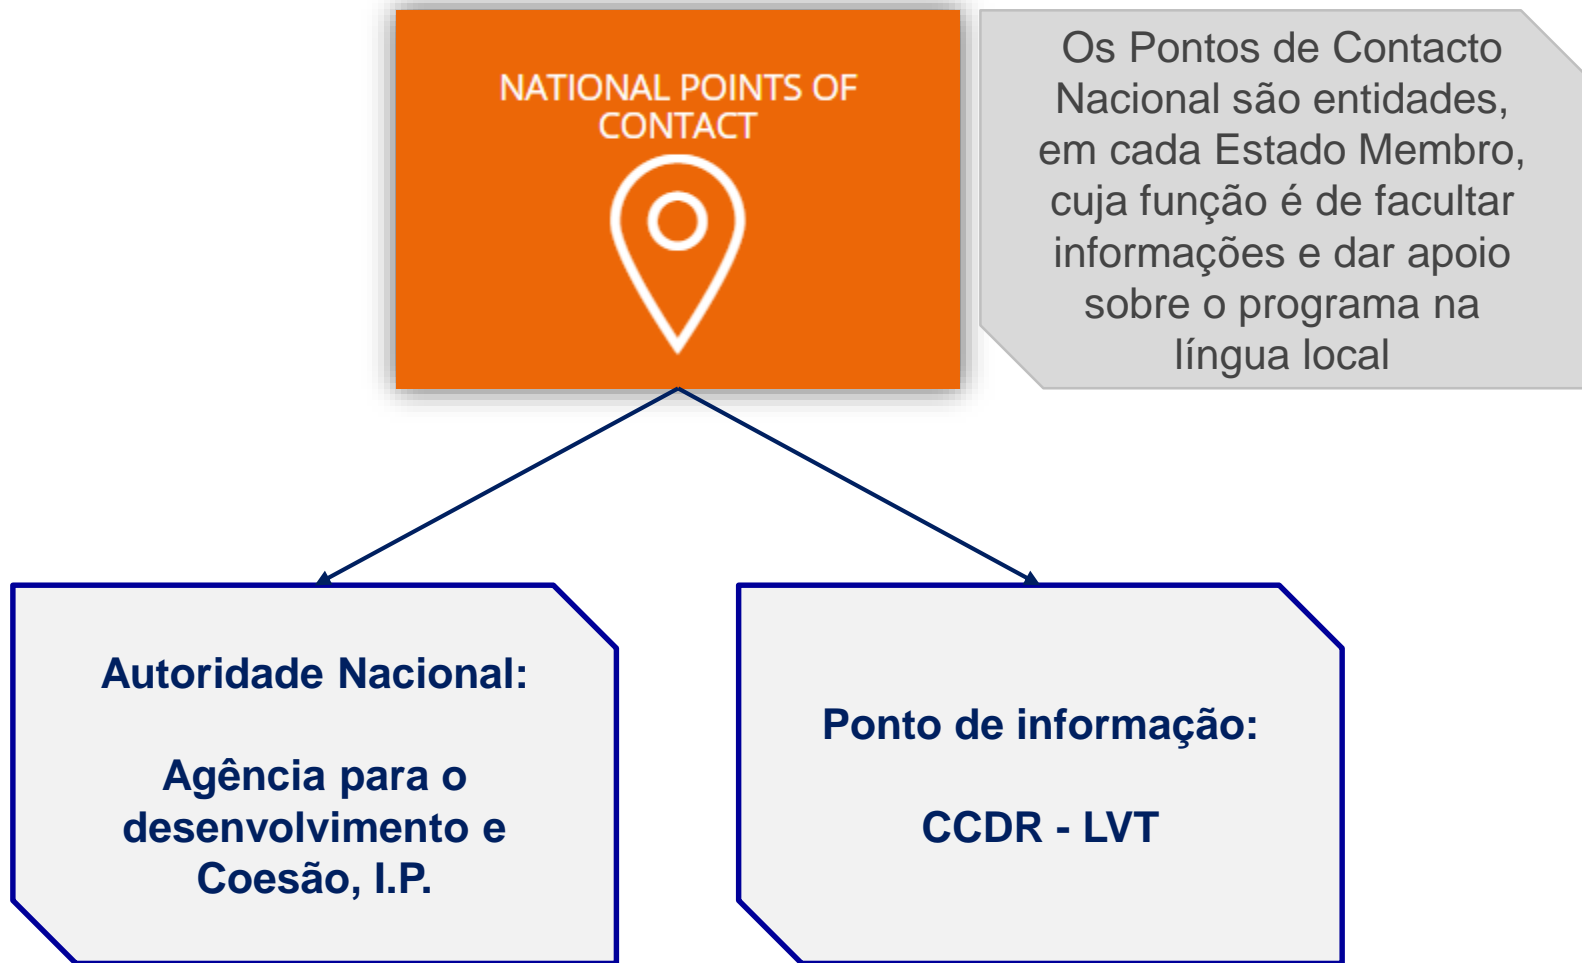 NATIONAL POINTS OF
CONTACT
Os Pontos de Contacto
Nacional são entidades,
em cada Estado Membro,
cuja função é de facultar
informações e dar apoio
sobre o programa na
língua local
Autoridade Nacional:
Agência para o
desenvolvimento e
Coesão, I.P.
Ponto de informação:
CCDR - LVT